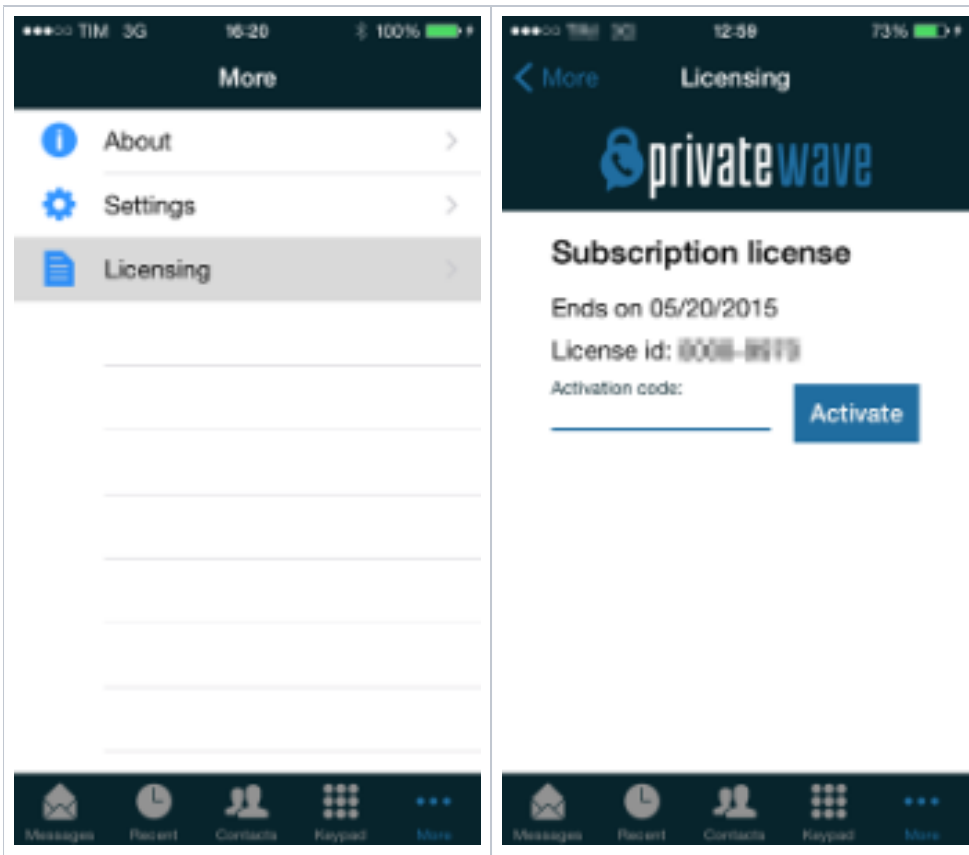 TIM 3G 16:20 100%
More
About
Settings
Licensing
Messages Recent Contacts Keypad More
12:59 73%
More Licensing
privatewave
Subscription license
Ends on 05/20/2015
License id:
Activation code:
Activate
Messages Recent Contacts Keypad More